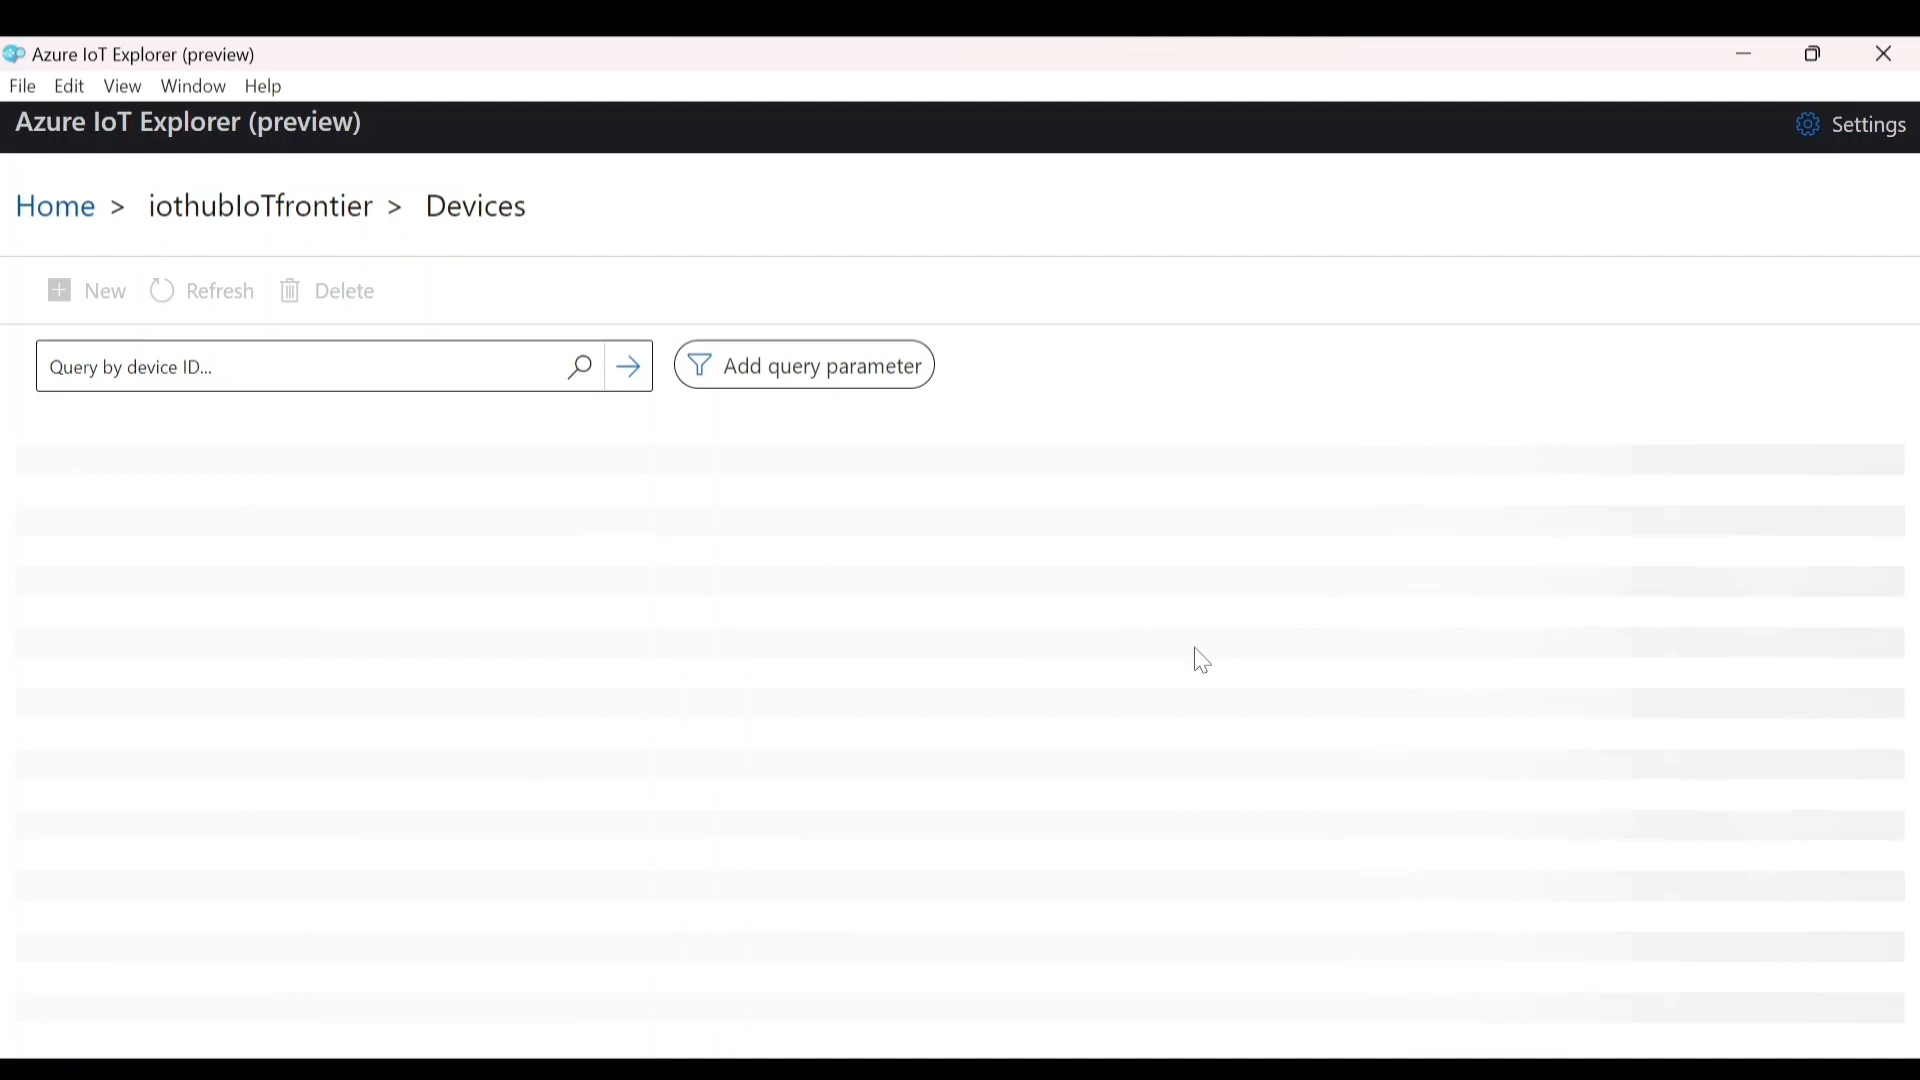 Azure IoT Explorer (preview)
File Edit View Window Help
Azure IoT Explorer (preview) Settings
Home > iothubIoTfrontier > Devices
New Refresh Delete
Query by device ID... Add query parameter